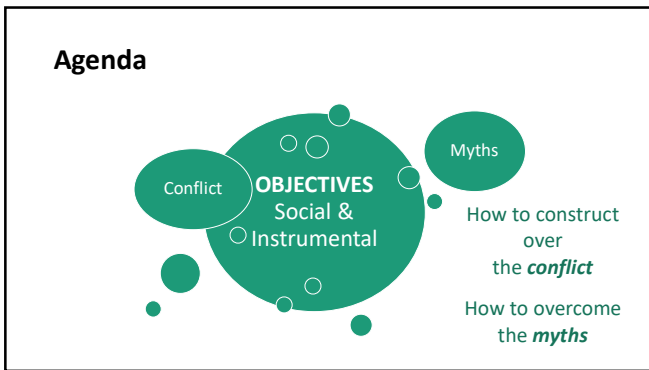 Agenda
Conflict
OBJECTIVES
Social &
Instrumental
Myths
How to construct
over
the conflict
How to overcome
the myths